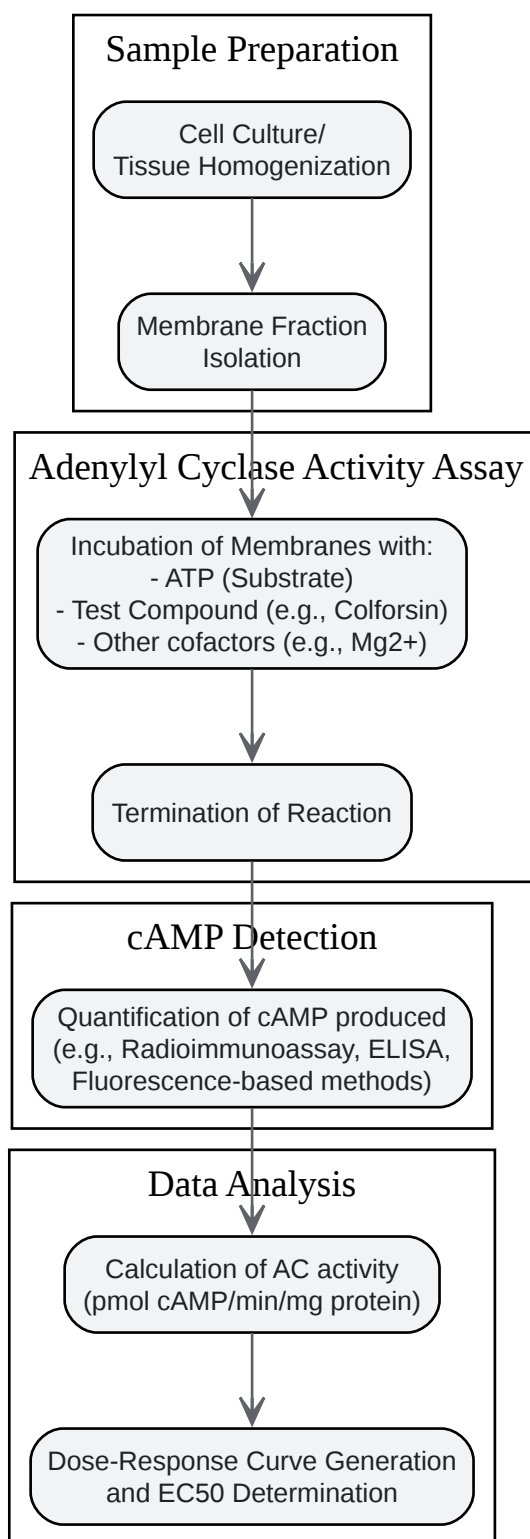 Sample Preparation
Cell Culture/
Tissue Homogenization
Membrane Fraction
Isolation
Adenylyl Cyclase Activity Assay
Incubation of Membranes with:
- ATP (Substrate)
- Test Compound (e.g., Colforsin)
- Other cofactors (e.g., Mg2+)
Termination of Reaction
cAMP Detection
Quantification of cAMP produced
(e.g., Radioimmunoassay, ELISA,
Fluorescence-based methods)
Data Analysis
Calculation of AC activity
(pmol cAMP/min/mg protein)
Dose-Response Curve Generation
and EC50 Determination